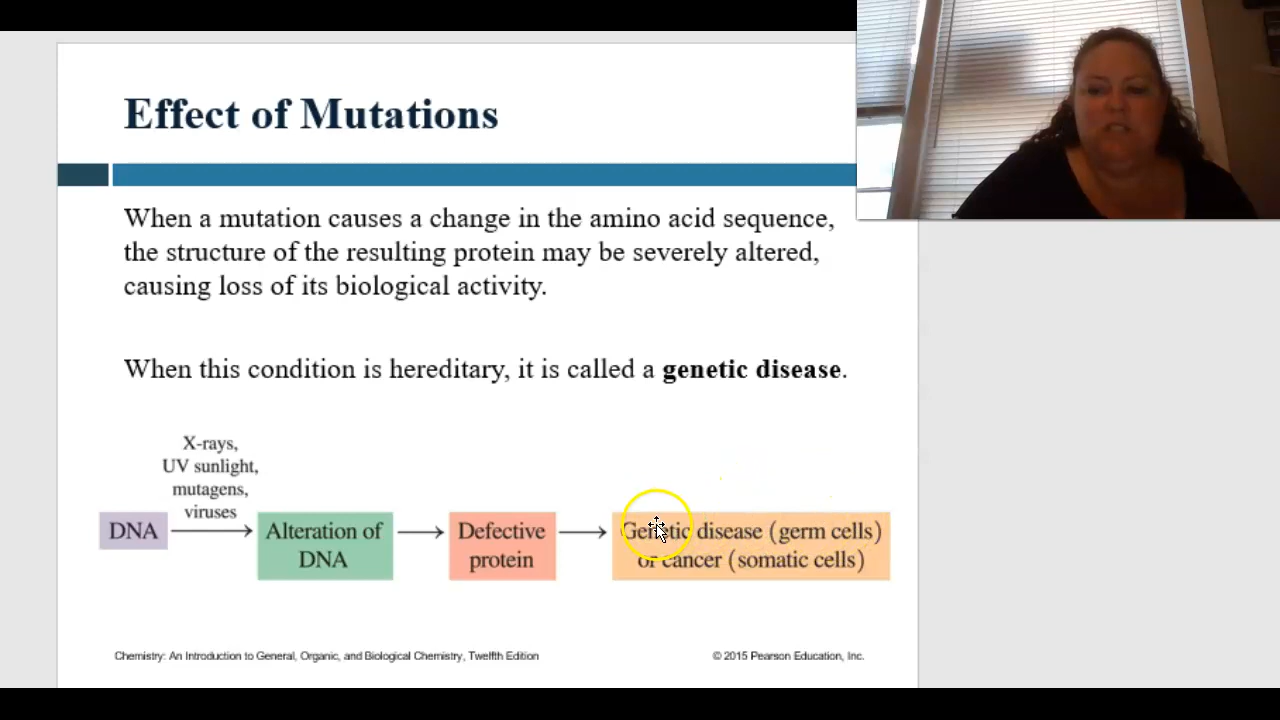 Effect of Mutations
When a mutation causes a change in the amino acid sequence,
the structure of the resulting protein may be severely altered,
causing loss of its biological activity.
When this condition is hereditary, it is called a genetic disease.
X-rays,
UV sunlight,
mutagens,
viruses
DNA
Alteration of
DNA
Defective
protein
Genetic disease (germ cells)
or cancer (somatic cells)
Chemistry: An Introduction to General, Organic, and Biological Chemistry, Twelfth Edition
© 2015 Pearson Education, Inc.